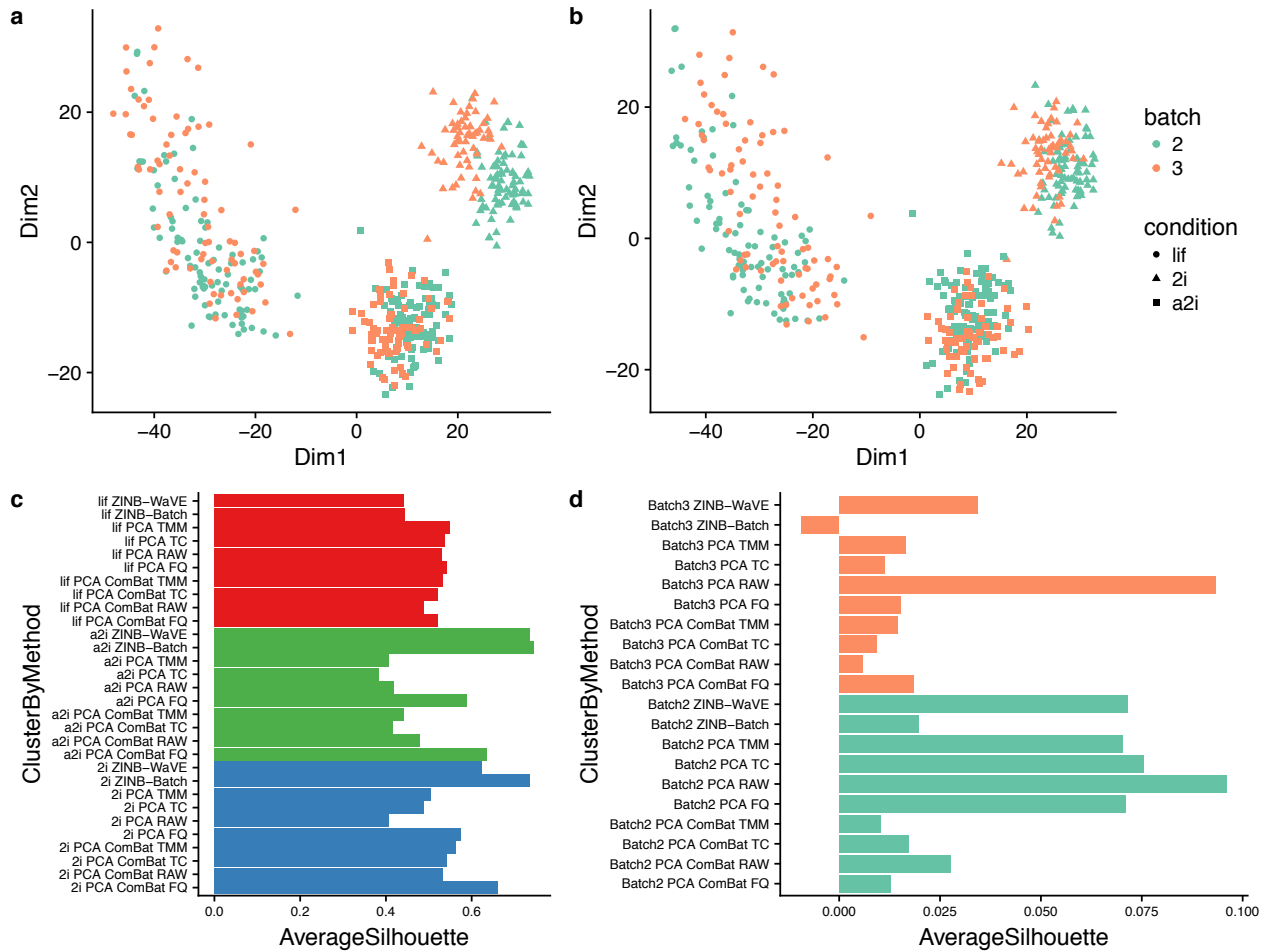 a
Dim2
20
0
−20
−40
−20
0
20
Dim1
b
Dim2
20
0
−20
−40
−20
0
20
Dim1
batch
2
3
condition
lif
2i
a2i
c
ClusterByMethod
lif ZINB−WaVE
lif ZINB−Batch
lif PCA TMM
lif PCA TC
lif PCA RAW
lif PCA FQ
lif PCA ComBat TMM
lif PCA ComBat TC
lif PCA ComBat RAW
lif PCA ComBat FQ
a2i ZINB−WaVE
a2i ZINB−Batch
a2i PCA TMM
a2i PCA TC
a2i PCA RAW
a2i PCA FQ
a2i PCA ComBat TMM
a2i PCA ComBat TC
a2i PCA ComBat RAW
a2i PCA ComBat FQ
2i ZINB−WaVE
2i ZINB−Batch
2i PCA TMM
2i PCA TC
2i PCA RAW
2i PCA FQ
2i PCA ComBat TMM
2i PCA ComBat TC
2i PCA ComBat RAW
2i PCA ComBat FQ
0.0
0.2
0.4
0.6
AverageSilhouette
d
ClusterByMethod
Batch3 ZINB−WaVE
Batch3 ZINB−Batch
Batch3 PCA TMM
Batch3 PCA TC
Batch3 PCA RAW
Batch3 PCA FQ
Batch3 PCA ComBat TMM
Batch3 PCA ComBat TC
Batch3 PCA ComBat RAW
Batch3 PCA ComBat FQ
Batch2 ZINB−WaVE
Batch2 ZINB−Batch
Batch2 PCA TMM
Batch2 PCA TC
Batch2 PCA RAW
Batch2 PCA FQ
Batch2 PCA ComBat TMM
Batch2 PCA ComBat TC
Batch2 PCA ComBat RAW
Batch2 PCA ComBat FQ
0.000
0.025
0.050
0.075
0.100
AverageSilhouette